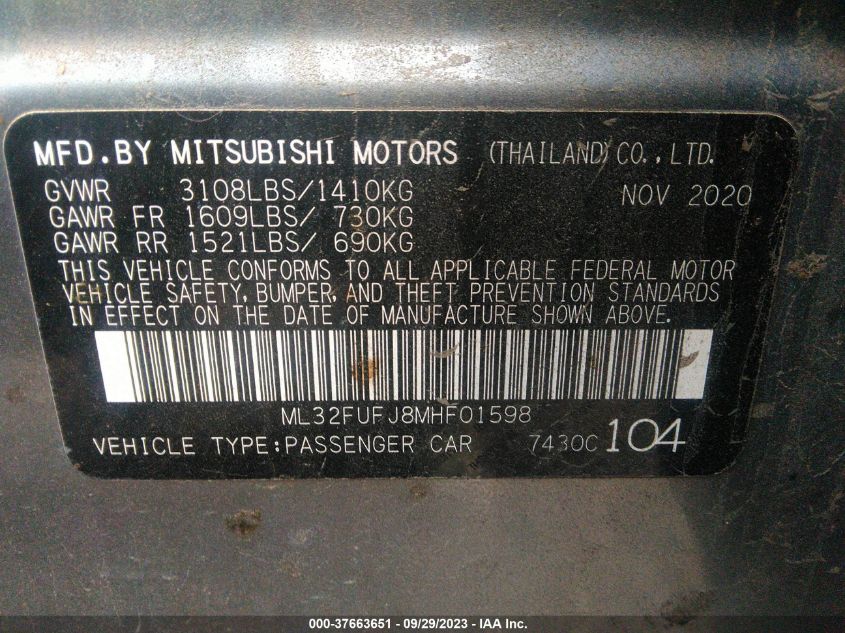 MFD.BY MITSUBISHI MOTORS (THAILAND) CO., LTD.
GVWR 3108LBS/1410KG NOV 2020
GAWR FR 1609LBS/ 730KG
GAWR RR 1521LBS/ 690KG
THIS VEHICLE CONFORMS TO ALL APPLICABLE FEDERAL MOTOR
VEHICLE SAFETY, BUMPER, AND THEFT PREVENTION STANDARDS
IN EFFECT ON THE DATE OF MANUFACTURE SHOWN ABOVE.
ML32FUFJ8MHF01598
VEHICLE TYPE:PASSENGER CAR 7430C 104
000-37663651 - 09/29/2023 - IAA Inc.